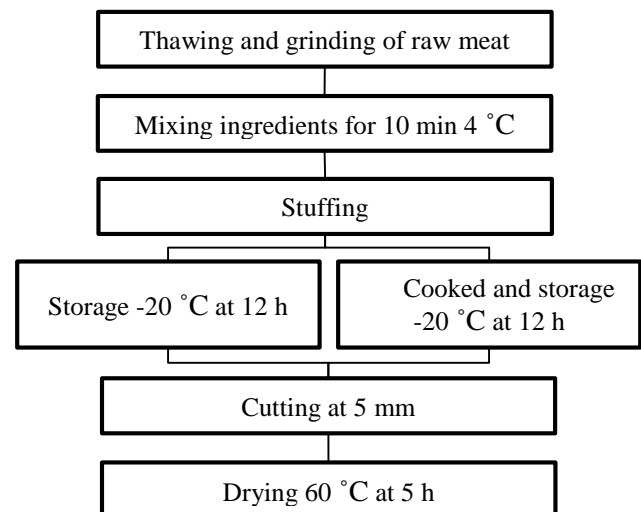 Thawing and grinding of raw meat
Mixing ingredients for 10 min 4 ˚C
Stuffing
Storage -20 ˚C at 12 h
Cooked and storage
-20 ˚C at 12 h
Cutting at 5 mm
Drying 60 ˚C at 5 h